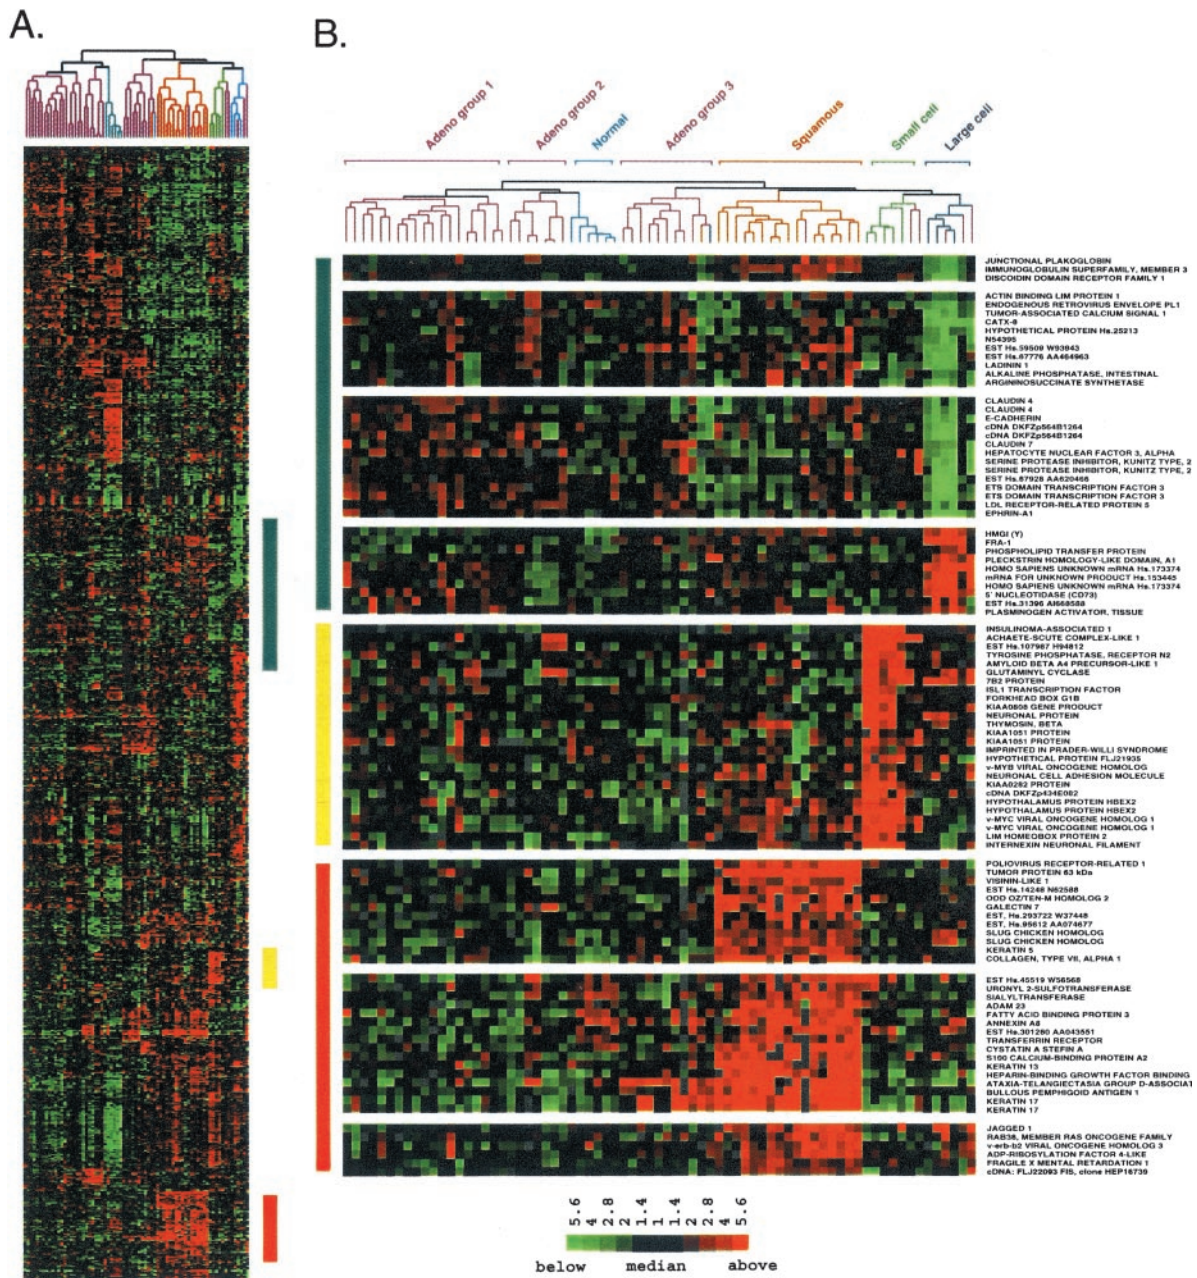 A.
B.
Adeno group 1
Adeno group 2
Normal
Adeno group 3
Squamous
Small cell
Large cell
JUNCTIONAL PLAKOGLOBIN
IMMUNOGLOBULIN SUPERFAMILY, MEMBER 3
DISCOIDIN DOMAIN RECEPTOR FAMILY 1
ACTIN BINDING LIM PROTEIN 1
ENDOGENOUS RETROVIRUS ENVELOPE PL1
TUMOR-ASSOCIATED CALCIUM SIGNAL 1
CATX-8
HYPOTHETICAL PROTEIN Hs.25213
N54395
EST Hs.59509 W93943
EST Hs.87776 AA464963
LADININ 1
ALKALINE PHOSPHATASE, INTESTINAL
ARGININOSUCCINATE SYNTHETASE
CLAUDIN 4
CLAUDIN 4
E-CADHERIN
cDNA DKFZp564B1264
cDNA DKFZp564B1264
CLAUDIN 7
HEPATOCYTE NUCLEAR FACTOR 3, ALPHA
SERINE PROTEASE INHIBITOR, KUNITZ TYPE, 2
SERINE PROTEASE INHIBITOR, KUNITZ TYPE, 2
EST Hs.87928 AA620468
ETS DOMAIN TRANSCRIPTION FACTOR 3
ETS DOMAIN TRANSCRIPTION FACTOR 3
LDL RECEPTOR-RELATED PROTEIN 5
EPHRIN-A1
HMGI (Y)
FRA-1
PHOSPHOLIPID TRANSFER PROTEIN
PLECKSTRIN HOMOLOGY-LIKE DOMAIN, A1
HOMO SAPIENS UNKNOWN mRNA Hs.173374
mRNA FOR UNKNOWN PRODUCT Hs.153445
HOMO SAPIENS UNKNOWN mRNA Hs.173374
5' NUCLEOTIDASE (CD73)
EST Hs.31396 AI668588
PLASMINOGEN ACTIVATOR, TISSUE
INSULINOMA-ASSOCIATED 1
ACHAETE-SCUTE COMPLEX-LIKE 1
EST Hs.107987 H94812
TYROSINE PHOSPHATASE, RECEPTOR N2
AMYLOID BETA A4 PRECURSOR-LIKE 1
GLUTAMINYL CYCLASE
7B2 PROTEIN
ISL1 TRANSCRIPTION FACTOR
FORKHEAD BOX G1B
KIAA0808 GENE PRODUCT
NEURONAL PROTEIN
THYMOSIN, BETA
KIAA1051 PROTEIN
KIAA1051 PROTEIN
IMPRINTED IN PRADER-WILLI SYNDROME
HYPOTHETICAL PROTEIN FLJ21935
v-MYB VIRAL ONCOGENE HOMOLOG
NEURONAL CELL ADHESION MOLECULE
KIAA0282 PROTEIN
cDNA DKFZp434E082
HYPOTHALAMUS PROTEIN HBEX2
HYPOTHALAMUS PROTEIN HBEX2
v-MYC VIRAL ONCOGENE HOMOLOG 1
v-MYC VIRAL ONCOGENE HOMOLOG 1
LIM HOMEOBOX PROTEIN 2
INTERNEXIN NEURONAL FILAMENT
POLIOVIRUS RECEPTOR-RELATED 1
TUMOR PROTEIN 63 kDa
VISININ-LIKE 1
EST Hs.14248 N62588
ODD OZ/TEN-M HOMOLOG 2
GALECTIN 7
EST, Hs.293722 W37448
EST, Hs.95612 AA074677
SLUG CHICKEN HOMOLOG
SLUG CHICKEN HOMOLOG
KERATIN 5
COLLAGEN, TYPE VII, ALPHA 1
EST Hs.45519 W56568
URONYL 2-SULFOTRANSFERASE
SIALYLTRANSFERASE
ADAM 23
FATTY ACID BINDING PROTEIN 3
ANNEXIN A8
EST Hs.301280 AA043551
TRANSFERRIN RECEPTOR
CYSTATIN A STEFIN A
S100 CALCIUM-BINDING PROTEIN A2
KERATIN 13
HEPARIN-BINDING GROWTH FACTOR BINDING
ATAXIA-TELANGIECTASIA GROUP D-ASSOCIAT
BULLOUS PEMPHIGOID ANTIGEN 1
KERATIN 17
KERATIN 17
JAGGED 1
RAB38, MEMBER RAS ONCOGENE FAMILY
v-erb-b2 VIRAL ONCOGENE HOMOLOG 3
ADP-RIBOSYLATION FACTOR 4-LIKE
FRAGILE X MENTAL RETARDATION 1
cDNA: FLJ22093 FIS, clone HEP16739
5.6 4 2.8 2 1.4 1.4 2 2.8 4 5.6
below median above